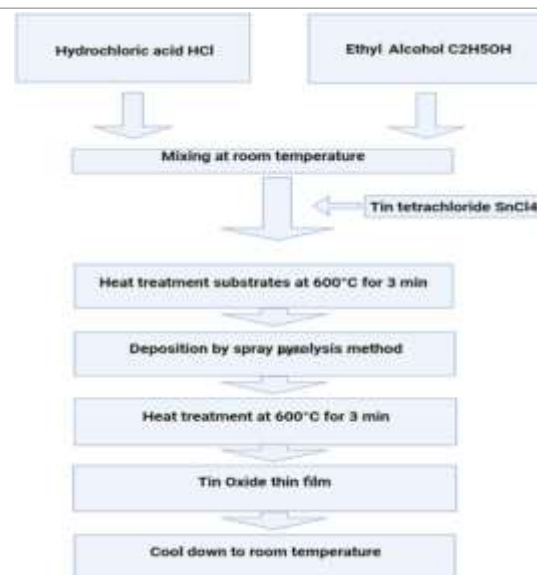 Hydrochloric acid HCl
Ethyl Alcohol C2H5OH
Mixing at room temperature
Tin tetrachloride SnCl4
Heat treatment substrates at 600°C for 3 min
Deposition by spray pyrolysis method
Heat treatment at 600°C for 3 min
Tin Oxide thin film
Cool down to room temperature